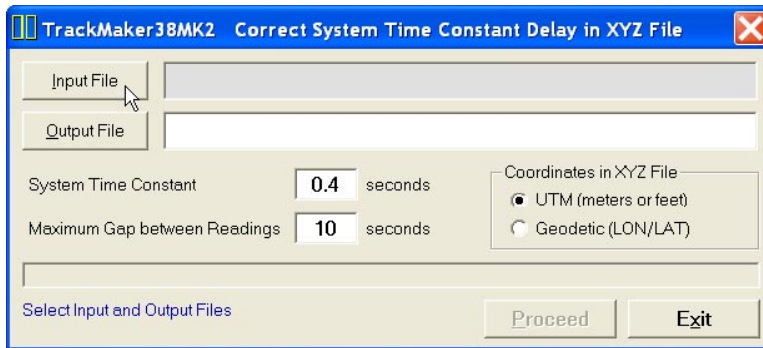 TrackMaker38MK2 Correct System Time Constant Delay in XYZ File
Input File
Output File
System Time Constant 0.4 seconds
Maximum Gap between Readings 10 seconds
Coordinates in XYZ File
UTM (meters or feet)
Geodetic (LON/LAT)
Select Input and Output Files
Proceed Exit